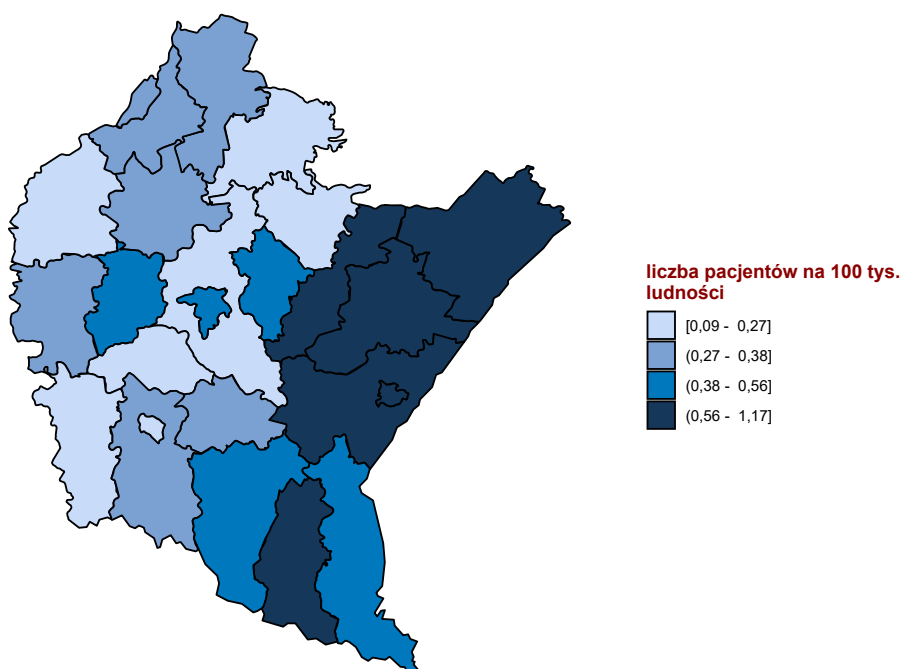 liczba pacjentów na 100 tys.
ludności
[0,09 - 0,27]
(0,27 - 0,38]
(0,38 - 0,56]
(0,56 - 1,17]